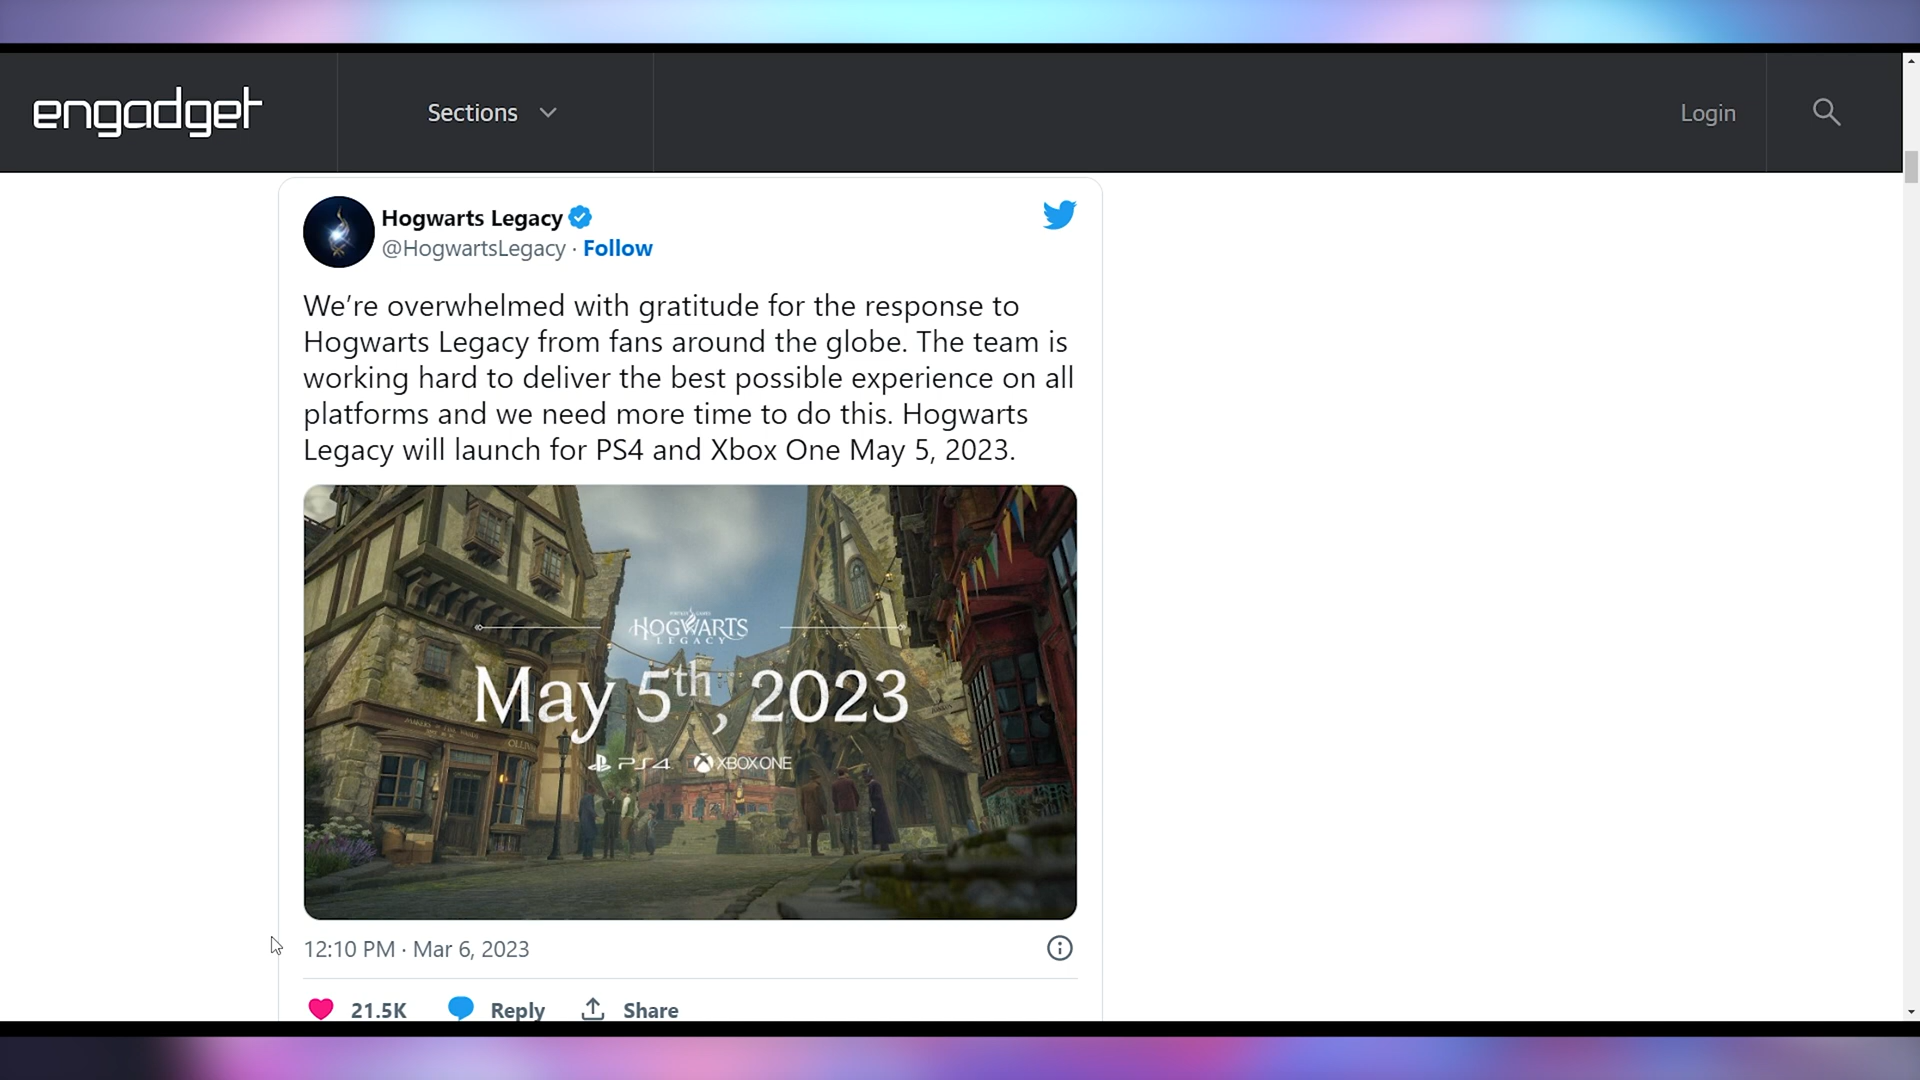 engadget
Sections
Login
Hogwarts Legacy
@HogwartsLegacy · Follow
We’re overwhelmed with gratitude for the response to
Hogwarts Legacy from fans around the globe. The team is
working hard to deliver the best possible experience on all
platforms and we need more time to do this. Hogwarts
Legacy will launch for PS4 and Xbox One May 5, 2023.
HOGWARTS
LEGACY
May 5th, 2023
PS4 XBOX ONE
12:10 PM · Mar 6, 2023
21.5K Reply Share